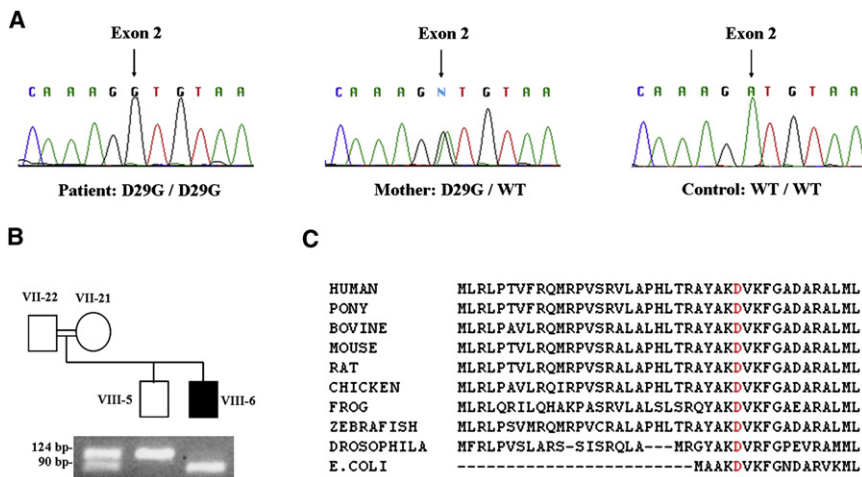 A
Exon 2
Exon 2
Exon 2
C A A A G G T G T A A
C A A A G N T G T A A
C A A A G A T G T A A
Patient: D29G / D29G
Mother: D29G / WT
Control: WT / WT
B
VII-22
VII-21
VIII-5
VIII-6
124 bp-
90 bp-
C
HUMAN MLRLPTVFRQMRPVSRVLAPHLTRAYAKDVKFGADARALML
PONY MLRLPTVLRQMRPVSRALAPHLTRAYAKDVKFGADARALML
BOVINE MLRLPAVLRQMRPVSRALALHLTRAYAKDVKFGADARALML
MOUSE MLRLPTVLRQMRPVSRALAPHLTRAYAKDVKFGADARALML
RAT MLRLPTVLRQMRPVSRALAPHLTRAYAKDVKFGADARALML
CHICKEN MLRLPAVLRQIRPVSRALAPHLTRAYAKDVKFGADARALML
FROG MLRLQRILQHAKPASRVLALSLSRQYAKDVKFGAEARALML
ZEBRAFISH MLRLPSVMRQMRPVCRALAPHLTRAYAKDVKFGADARALML
DROSOPHILA MFRLPVSLARS-SISRQLA---MRGYAKDVRFGPEVRAMML
E.COLI ------------------------MAAKDVKFGNDARVKML